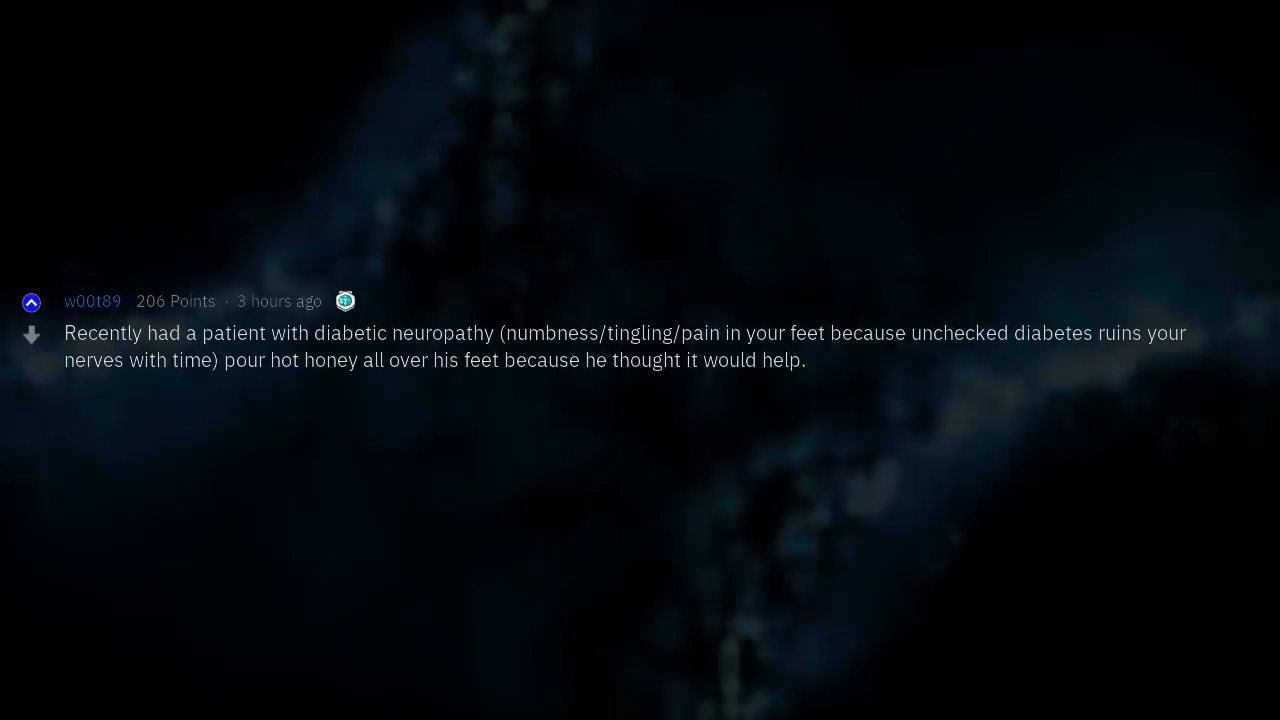 w00t89 206 Points · 3 hours ago
Recently had a patient with diabetic neuropathy (numbness/tingling/pain in your feet because unchecked diabetes ruins your
nerves with time) pour hot honey all over his feet because he thought it would help.